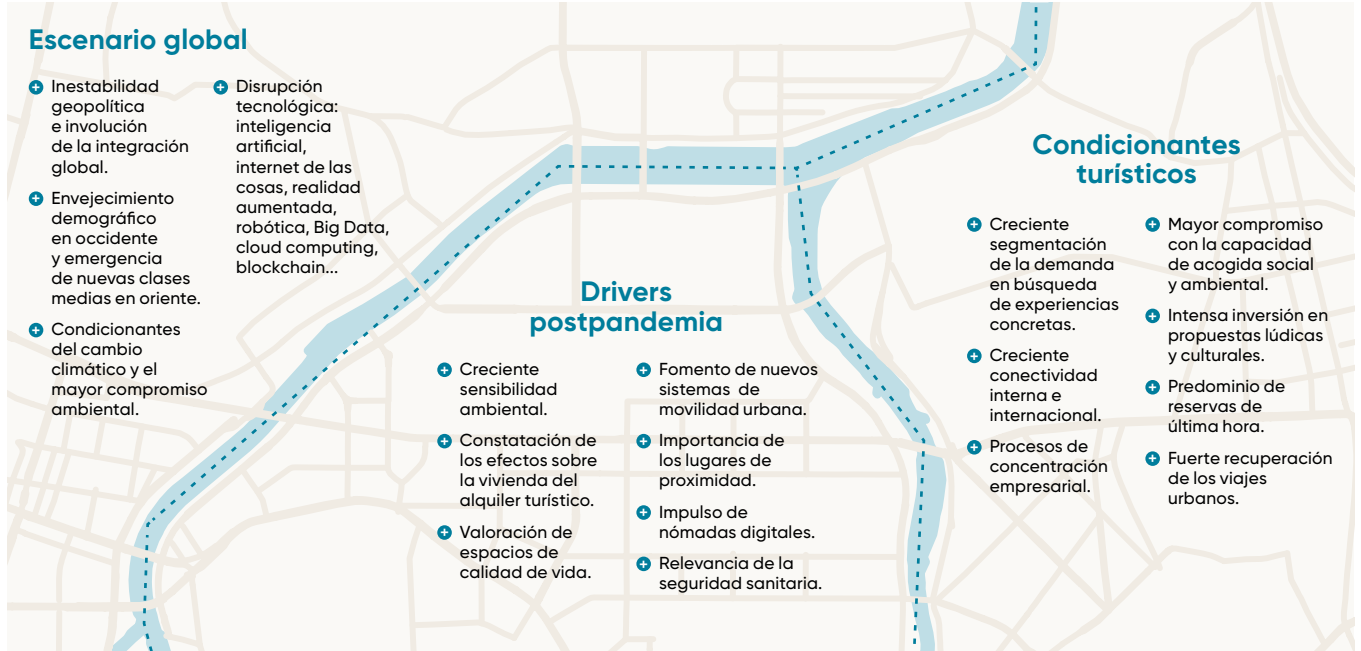 Escenario global
Inestabilidad
geopolítica
e involución
de la integración
global.
Envejecimiento
demográfico
en occidente
y emergencia
de nuevas clases
medias en oriente.
Condicionantes
del cambio
climático y el
mayor compromiso
ambiental.
Disrupción
tecnológica:
inteligencia
artificial,
internet de las
cosas, realidad
aumentada,
robótica, Big Data,
cloud computing,
blockchain...
Drivers
postpandemia
Creciente
sensibilidad
ambiental.
Constatación de
los efectos sobre
la vivienda del
alquiler turístico.
Valoración de
espacios de
calidad de vida.
Fomento de nuevos
sistemas de
movilidad urbana.
Importancia de
los lugares de
proximidad.
Impulso de
nómadas digitales.
Relevancia de la
seguridad sanitaria.
Condicionantes
turísticos
Creciente
segmentación
de la demanda
en búsqueda
de experiencias
concretas.
Creciente
conectividad
interna e
internacional.
Procesos de
concentración
empresarial.
Mayor compromiso
con la capacidad
de acogida social
y ambiental.
Intensa inversión en
propuestas lúdicas
y culturales.
Predominio de
reservas de
última hora.
Fuerte recuperación
de los viajes
urbanos.